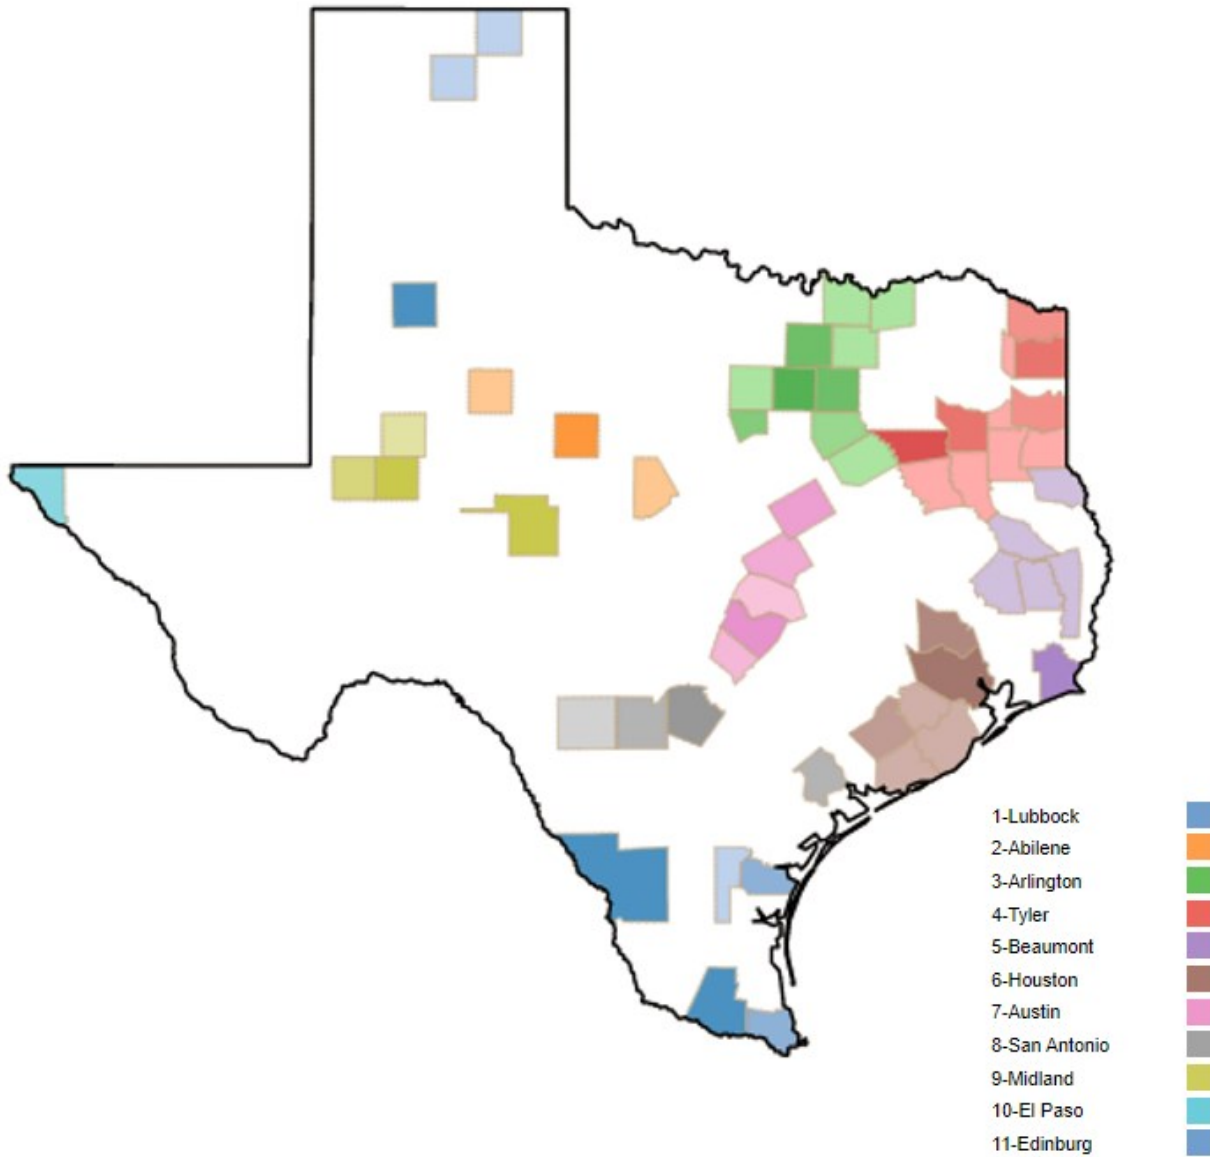 1-Lubbock
2-Abilene
3-Arlington
4-Tyler
5-Beaumont
6-Houston
7-Austin
8-San Antonio
9-Midland
10-El Paso
11-Edinburg